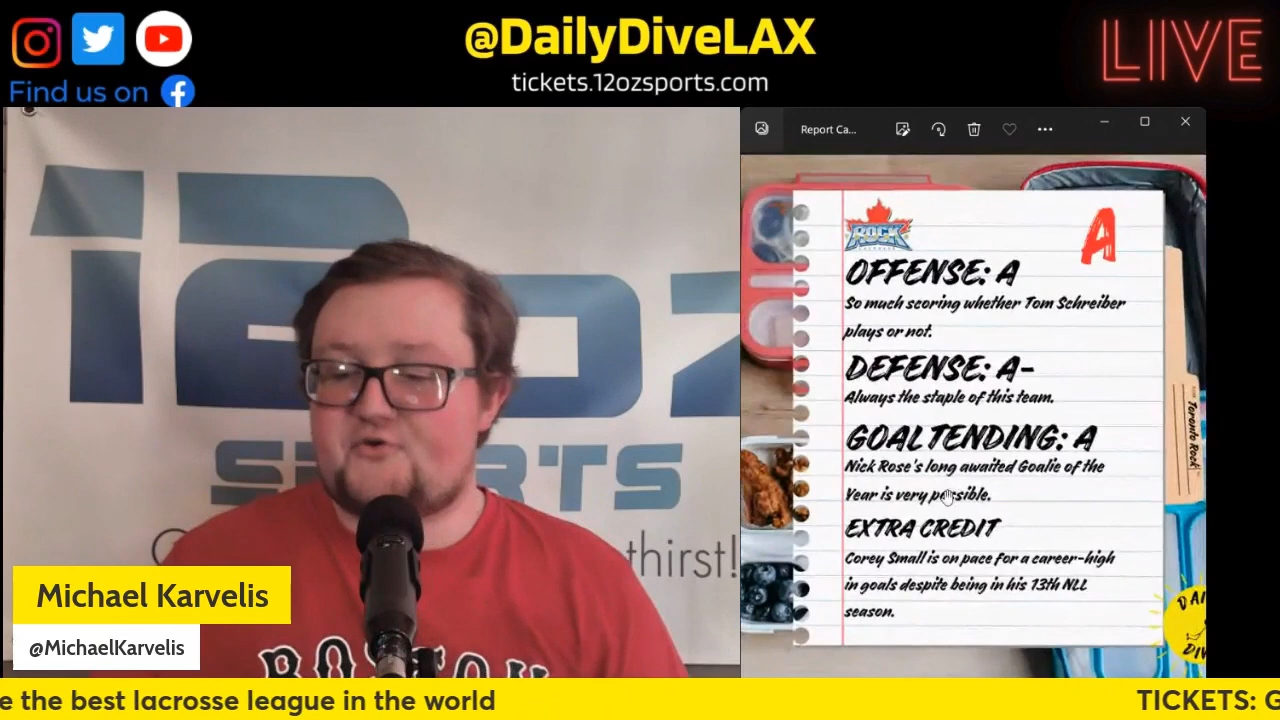 @DailyDiveLAX
tickets.12ozsports.com
LIVE
Find us on
Report Ca...
12oz
SPORTS
thirst!
ROCK
A
OFFENSE: A
So much scoring whether Tom Schreiber
plays or not.
DEFENSE: A-
Always the staple of this team.
GOALTENDING: A
Nick Rose's long awaited Goalie of the
Year is very possible.
EXTRA CREDIT
Corey Small is on pace for a career-high
in goals despite being in his 13th NLL
season.
Toronto Rock
Michael Karvelis
@MichaelKarvelis
BOSTON
e the best lacrosse league in the world
TICKETS: G